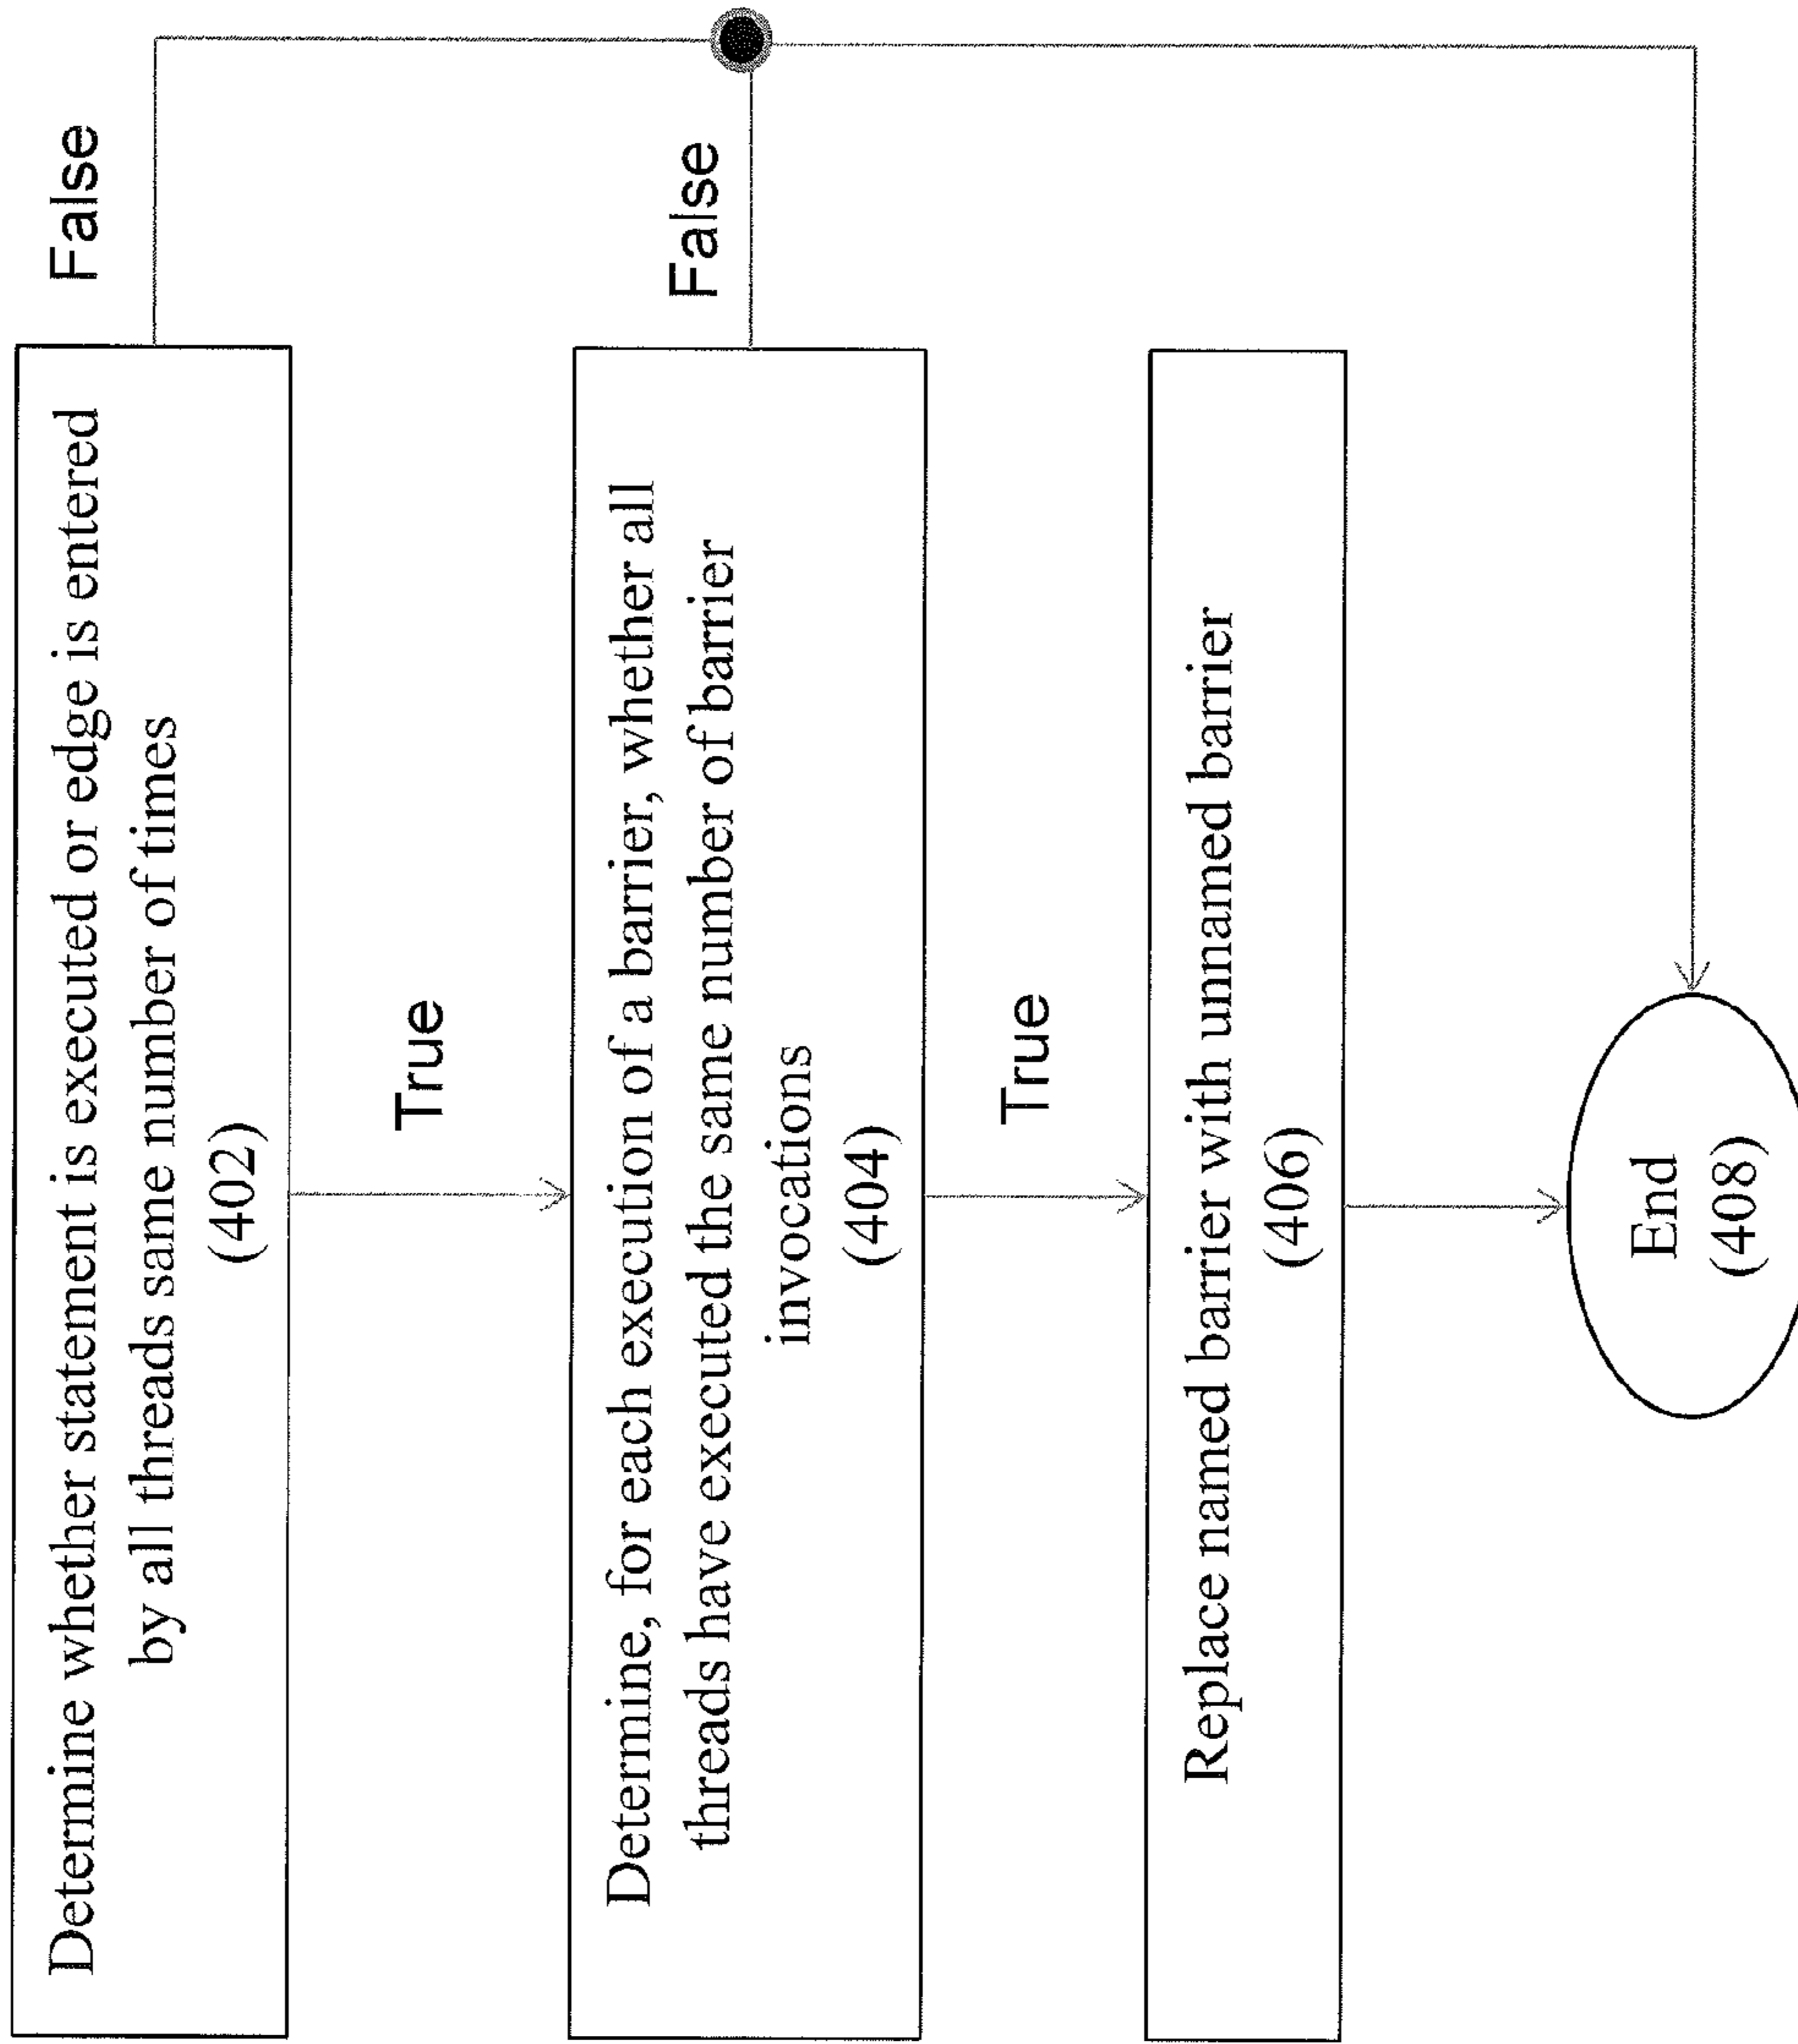 Determine whether statement is executed or edge is entered
by all threads same number of times
(402)
False
True
Determine, for each execution of a barrier, whether all
threads have executed the same number of barrier
invocations
(404)
False
True
Replace named barrier with unnamed barrier
(406)
End
(408)